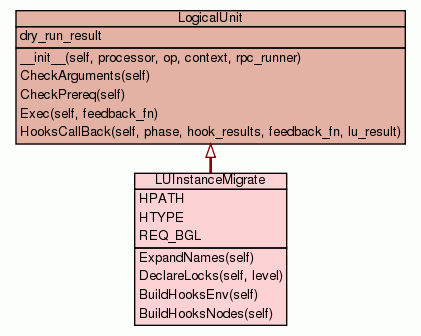 LogicalUnit
dry_run_result
__init__(self, processor, op, context, rpc_runner)
CheckArguments(self)
CheckPrereq(self)
Exec(self, feedback_fn)
HooksCallBack(self, phase, hook_results, feedback_fn, lu_result)
LUInstanceMigrate
HPATH
HTYPE
REQ_BGL
ExpandNames(self)
DeclareLocks(self, level)
BuildHooksEnv(self)
BuildHooksNodes(self)